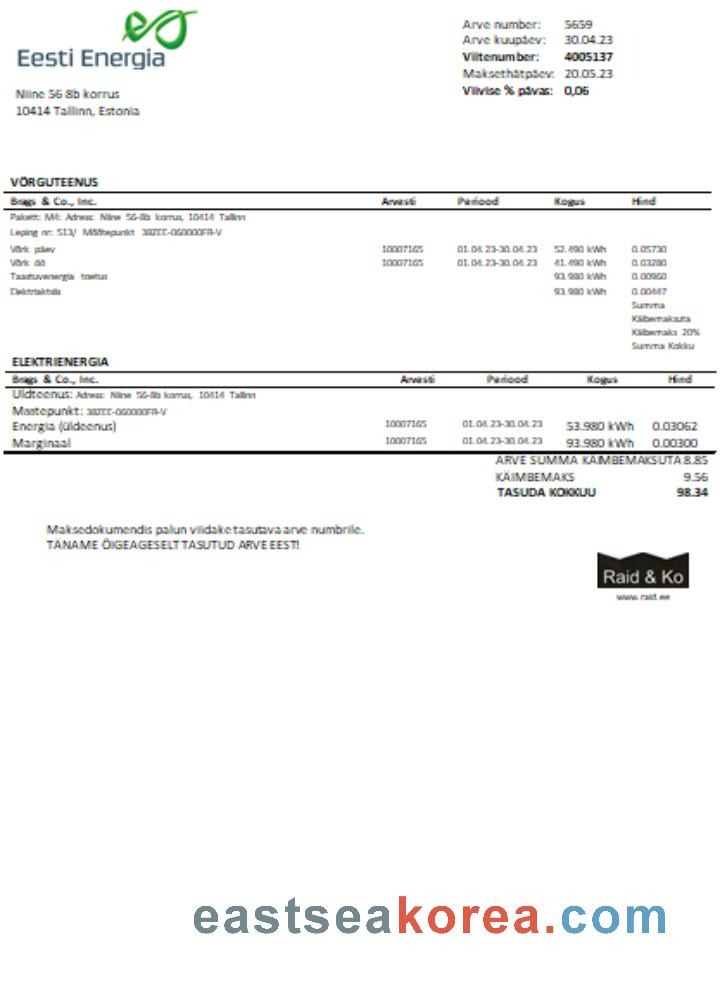 Eesti Energia
Niine 56-8b korrus
10414 Tallinn, Estonia
Arve number: 5659
Arve kuupäev: 30.04.23
Viitenumber: 4005137
Maksethätpäev: 20.05.23
Viivise % pävas: 0,06
VÕRGUTEENUS
Brags & Co., Inc. Arvesti Periood Kogus Hind
Pakett: M4: Adress: Niine 56-8b korrus, 10414 Tallinn
Leping nr: 513/ Mõõtepunkt 38ZEE-060000FR-V
Võrk päev 10007165 01.04.23-30.04.23 52.490 kWh 0.05730
Võrk öö 10007165 01.04.23-30.04.23 41.490 kWh 0.03280
Taastuvenergia toetus 93.980 kWh 0.00960
Elektriaktsiis 93.980 kWh 0.00447
Summa
Käibemaksuta
Käibemaks 20%
Summa Kokku
ELEKTRIENERGIA
Brags & Co., Inc. Arvesti Periood Kogus Hind
Üldteenus: Adress: Niine 56-8b korrus, 10414 Tallinn
Mõõtepunkt: 38ZEE-060000FR-V
Energia (üldeenus) 10007165 01.04.23-30.04.23 53.980 kWh 0.03062
Marginaal 10007165 01.04.23-30.04.23 93.980 kWh 0.00300
ARVE SUMMA KÄIMBEMAKSUTA 8.85
KÄIMBEMAKS 9.56
TASUDA KOKKUU 98.34
Maksedokumendis palun viidake tasutava arve numbrile.
TÄNAME ÕIGEAGESELT TASUTUD ARVE EEST!
Raid & Ko
www.raid.ee
eastseakorea.com